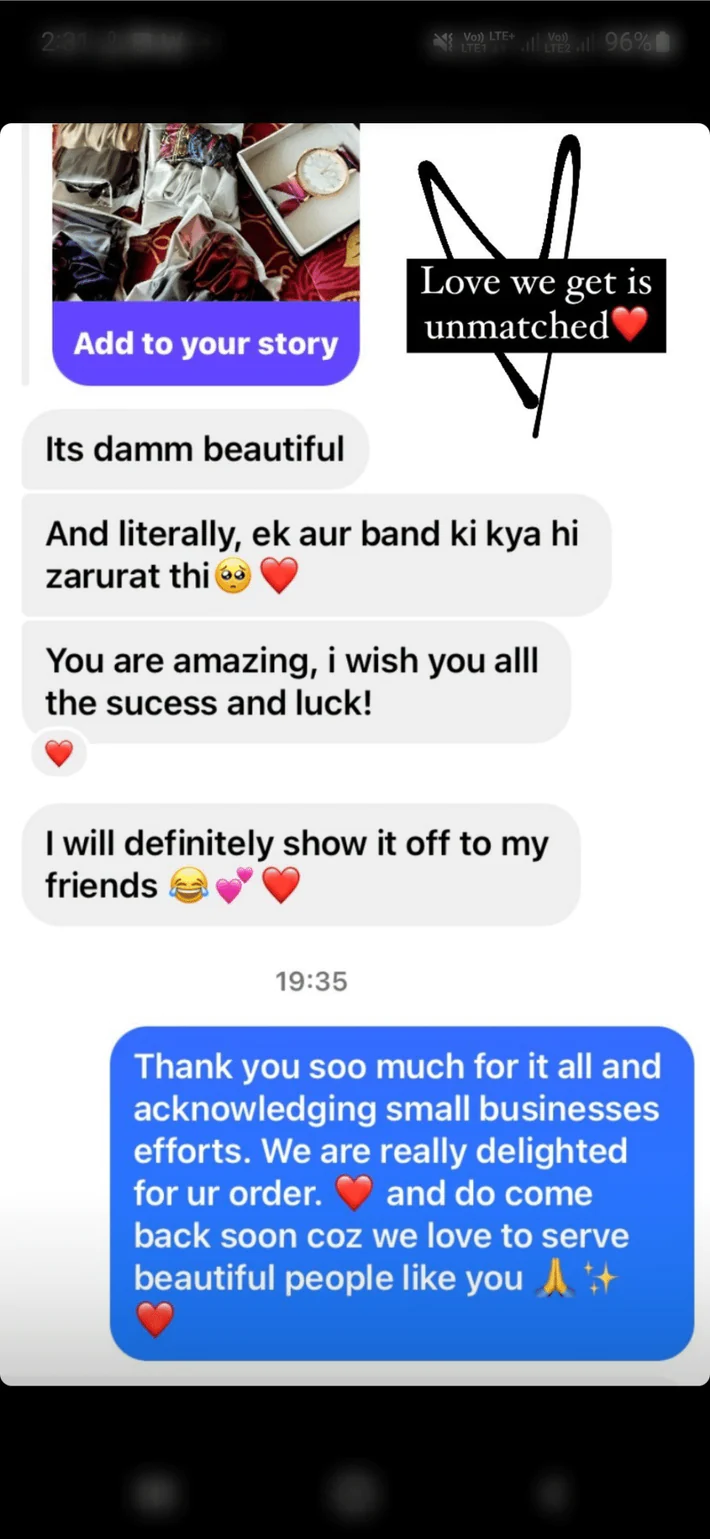 2:31
Vo)) LTE+
LTE1
Vo))
LTE2
96%
Add to your story
Love we get is
unmatched❤️
Its damm beautiful
And literally, ek aur band ki kya hi
zarurat thi🥺❤️
You are amazing, i wish you alll
the sucess and luck!
❤️
I will definitely show it off to my
friends 😂💕❤️
19:35
Thank you soo much for it all and
acknowledging small businesses
efforts. We are really delighted
for ur order. ❤️ and do come
back soon coz we love to serve
beautiful people like you 🙏✨
❤️